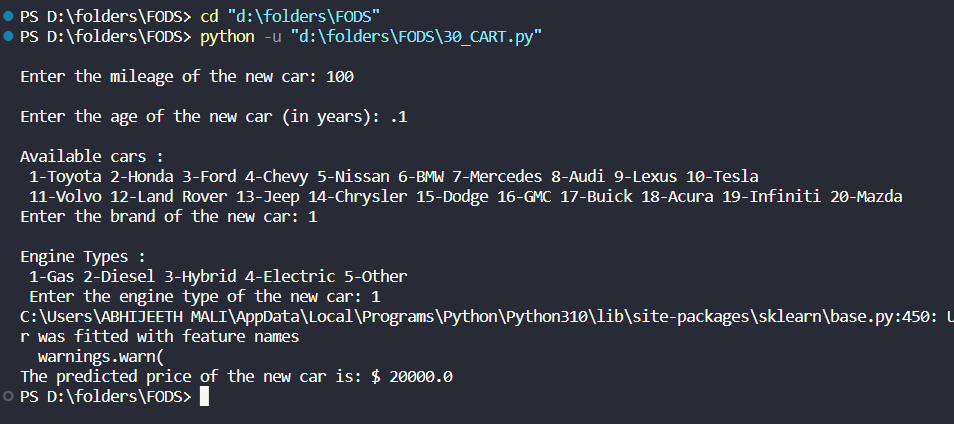 PS D:\folders\FODS> cd "d:\folders\FODS"
PS D:\folders\FODS> python -u "d:\folders\FODS\30_CART.py"
Enter the mileage of the new car: 100
Enter the age of the new car (in years): .1
Available cars :
1-Toyota 2-Honda 3-Ford 4-Chevy 5-Nissan 6-BMW 7-Mercedes 8-Audi 9-Lexus 10-Tesla
11-Volvo 12-Land Rover 13-Jeep 14-Chrysler 15-Dodge 16-GMC 17-Buick 18-Acura 19-Infiniti 20-Mazda
Enter the brand of the new car: 1
Engine Types :
1-Gas 2-Diesel 3-Hybrid 4-Electric 5-Other
Enter the engine type of the new car: 1
C:\Users\ABHIJEETH MALI\AppData\Local\Programs\Python\Python310\lib\site-packages\sklearn\base.py:450: U
r was fitted with feature names
warnings.warn(
The predicted price of the new car is: $ 20000.0
PS D:\folders\FODS>